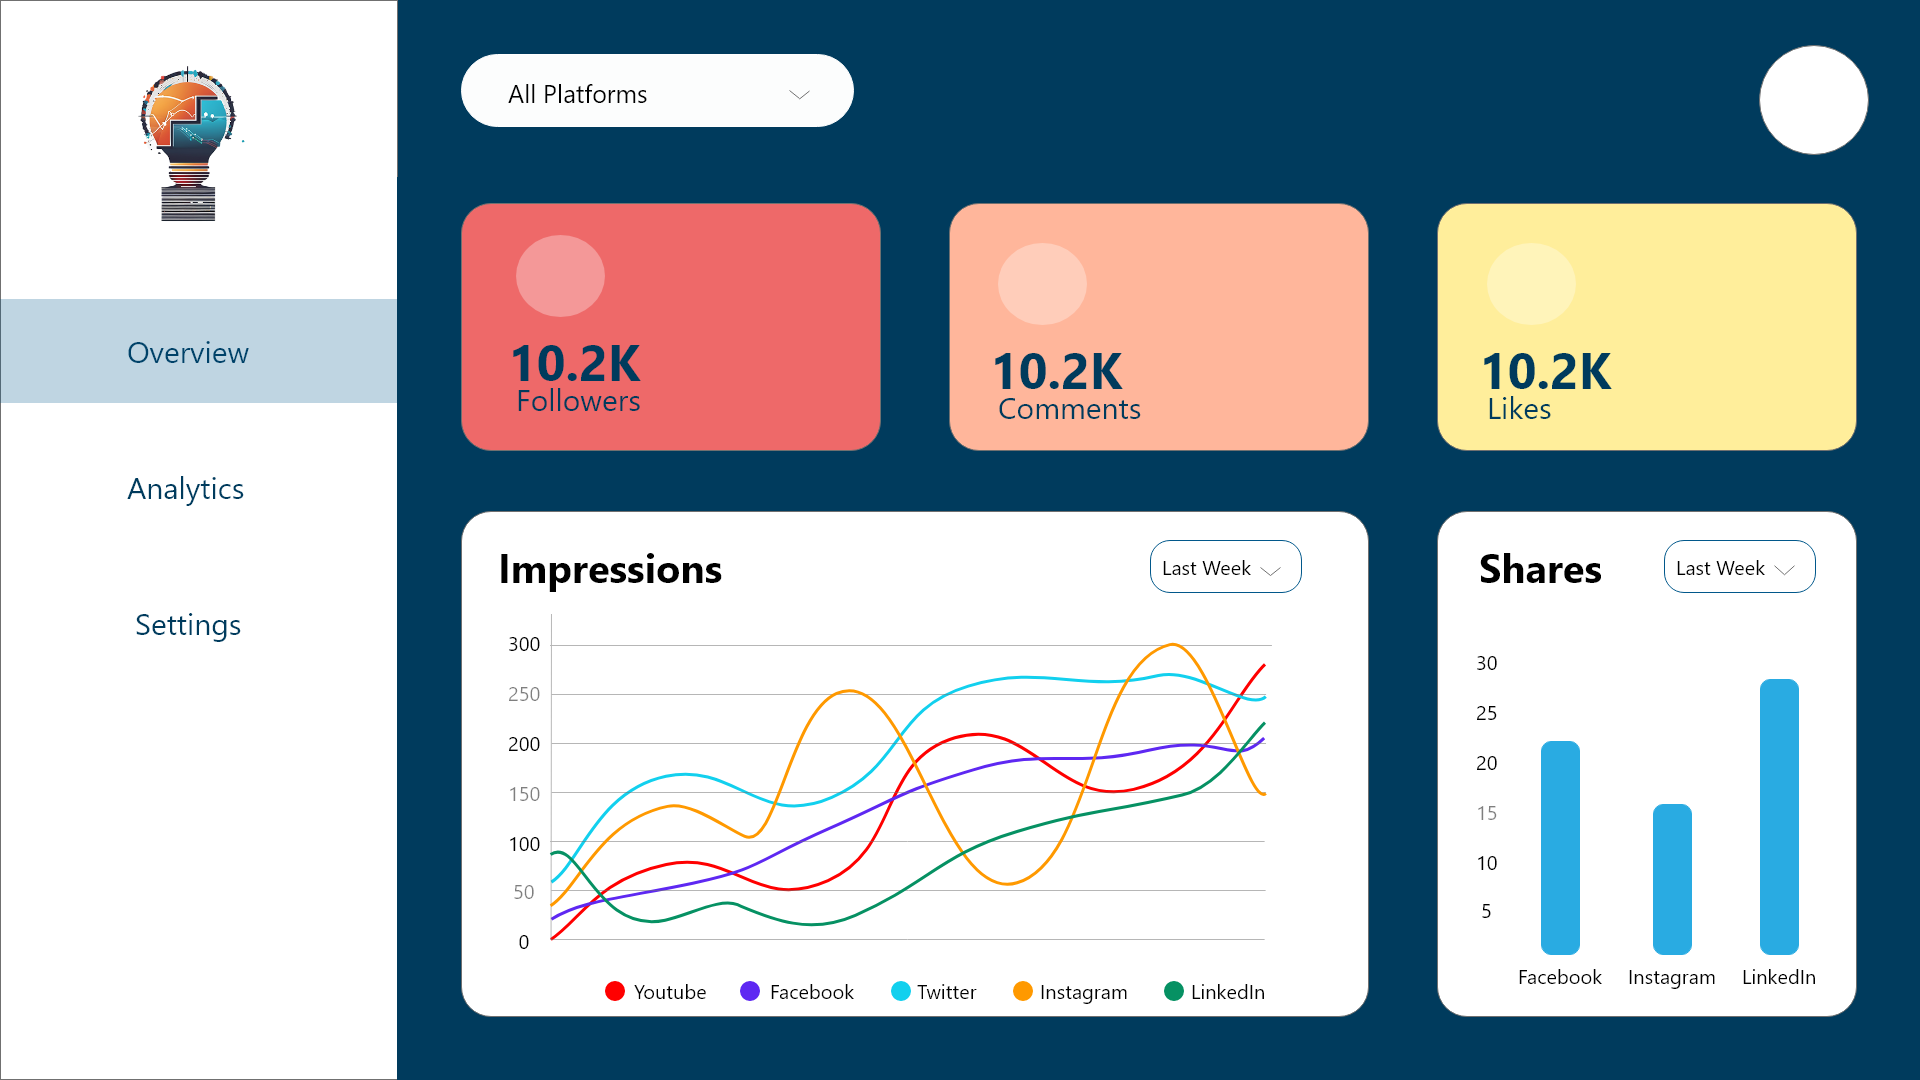 All Platforms
Overview
Analytics
Settings
10.2K
Followers
10.2K
Comments
10.2K
Likes
Impressions
Last Week
300
250
200
150
100
50
0
Youtube Facebook Twitter Instagram LinkedIn
Shares
Last Week
30
25
20
15
10
5
Facebook Instagram LinkedIn